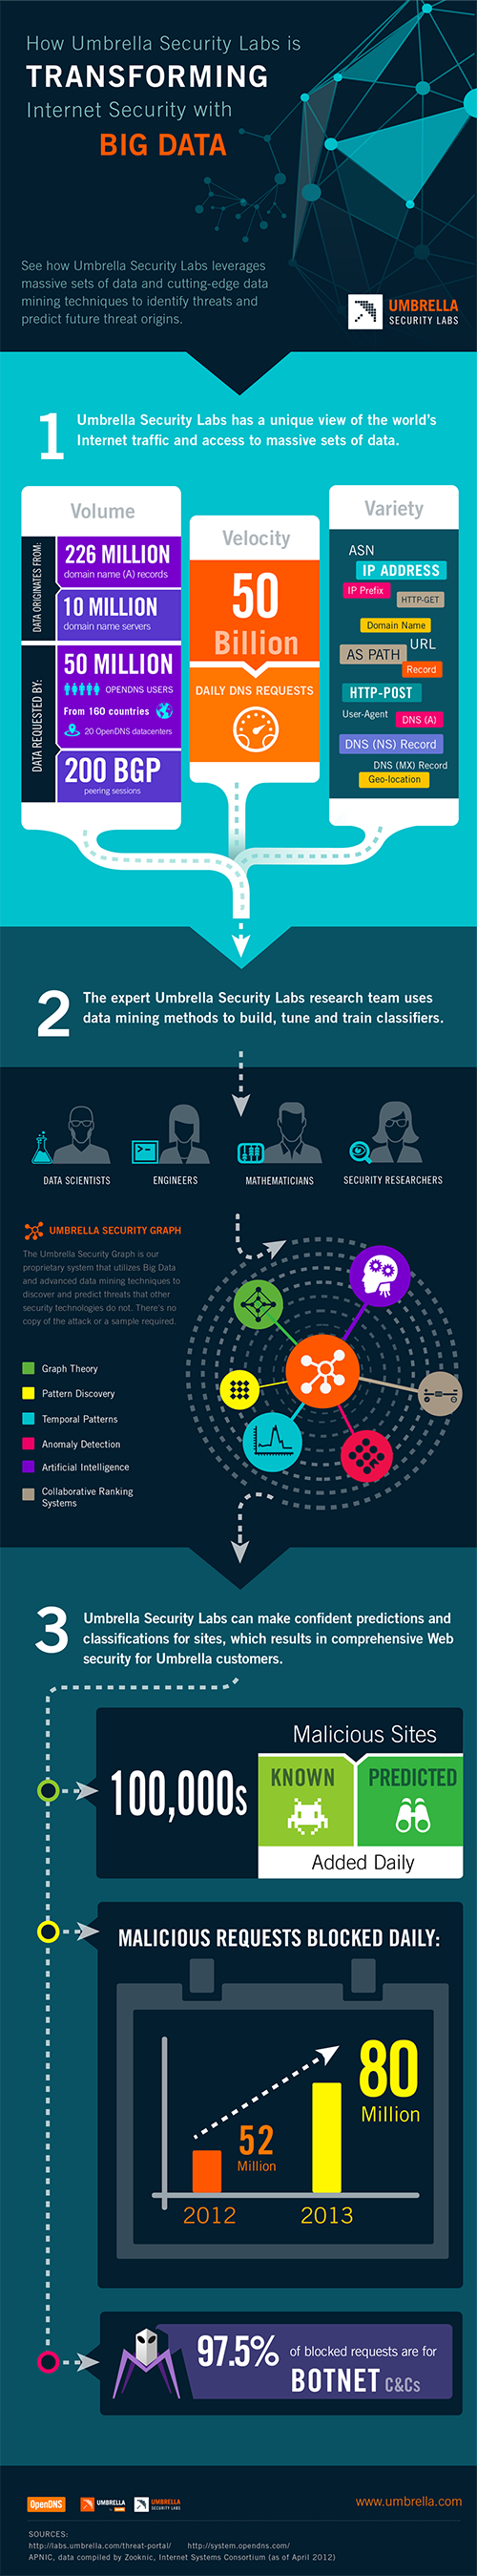 How Umbrella Security Labs is
TRANSFORMING
Internet Security with
BIG DATA
See how Umbrella Security Labs leverages
massive sets of data and cutting-edge data
mining techniques to identify threats and
predict future threat origins.
UMBRELLA
SECURITY LABS
1
Umbrella Security Labs has a unique view of the world's
Internet traffic and access to massive sets of data.
Volume
DATA ORIGINATES FROM:
226 MILLION
domain name (A) records
10 MILLION
domain name servers
DATA REQUESTED BY:
50 MILLION
OPENDNS USERS
From 160 countries
20 OpenDNS datacenters
200 BGP
peering sessions
Velocity
50
Billion
DAILY DNS REQUESTS
Variety
ASN
IP ADDRESS
IP Prefix
HTTP-GET
Domain Name
URL
AS PATH
Record
HTTP-POST
User-Agent
DNS (A)
DNS (NS) Record
DNS (MX) Record
Geo-location
2
The expert Umbrella Security Labs research team uses
data mining methods to build, tune and train classifiers.
DATA SCIENTISTS
ENGINEERS
MATHEMATICIANS
SECURITY RESEARCHERS
UMBRELLA SECURITY GRAPH
The Umbrella Security Graph is our
proprietary system that utilizes Big Data
and advanced data mining techniques to
discover and predict threats that other
security technologies do not. There's no
copy of the attack or a sample required.
Graph Theory
Pattern Discovery
Temporal Patterns
Anomaly Detection
Artificial Intelligence
Collaborative Ranking
Systems
3
Umbrella Security Labs can make confident predictions and
classifications for sites, which results in comprehensive Web
security for Umbrella customers.
100,000s
Malicious Sites
KNOWN
PREDICTED
Added Daily
MALICIOUS REQUESTS BLOCKED DAILY:
80
Million
52
Million
2012
2013
97.5%
of blocked requests are for
BOTNET C&Cs
OpenDNS
UMBRELLA
UMBRELLA
SECURITY LABS
www.umbrella.com
SOURCES:
http://labs.umbrella.com/threat-portal/
http://system.opendns.com/
APNIC, data compiled by Zooknic, Internet Systems Consortium (as of April 2012)